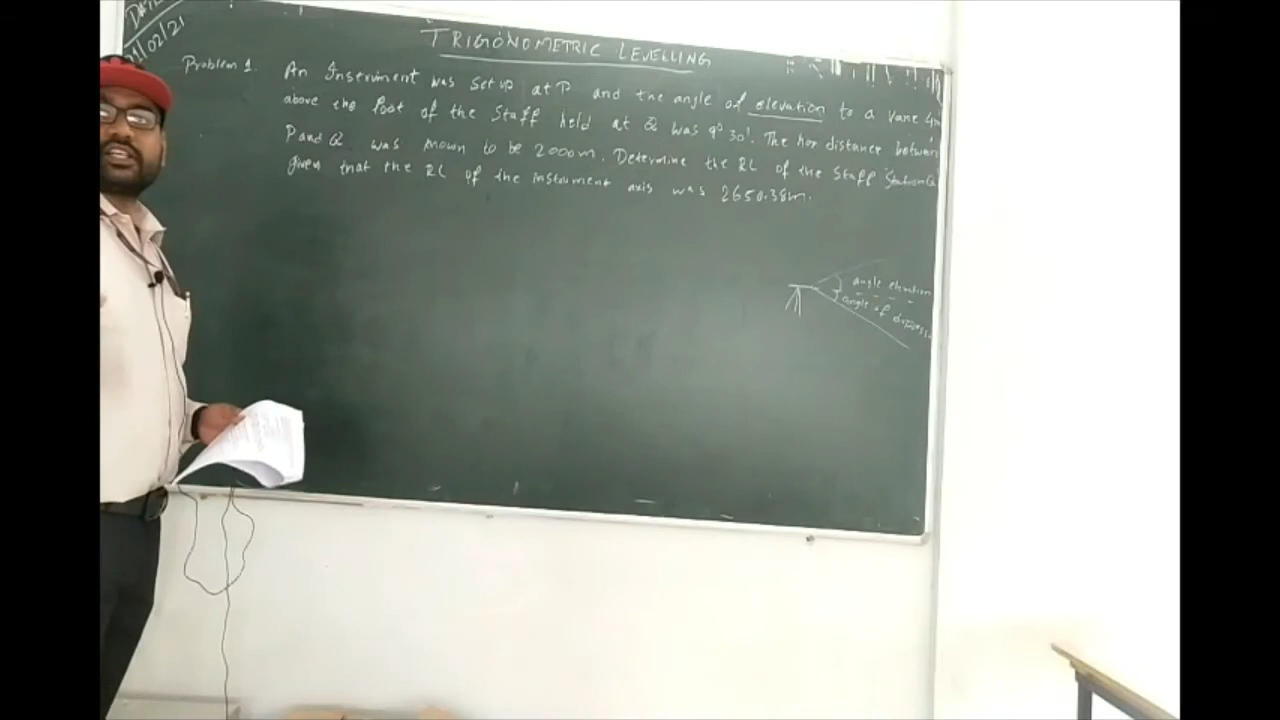 DATE
11/02/21
TRIGONOMETRIC LEVELLING
Problem 1. An Instrument was set up at P and the angle of elevation to a vane 4m
above the foot of the staff held at Q was 9° 30'. The hor distance between
P and Q was known to be 2000m. Determine the RL of the staff station Q
given that the RL of the instrument axis was 2650.38m.
angle elevation
angle of depression